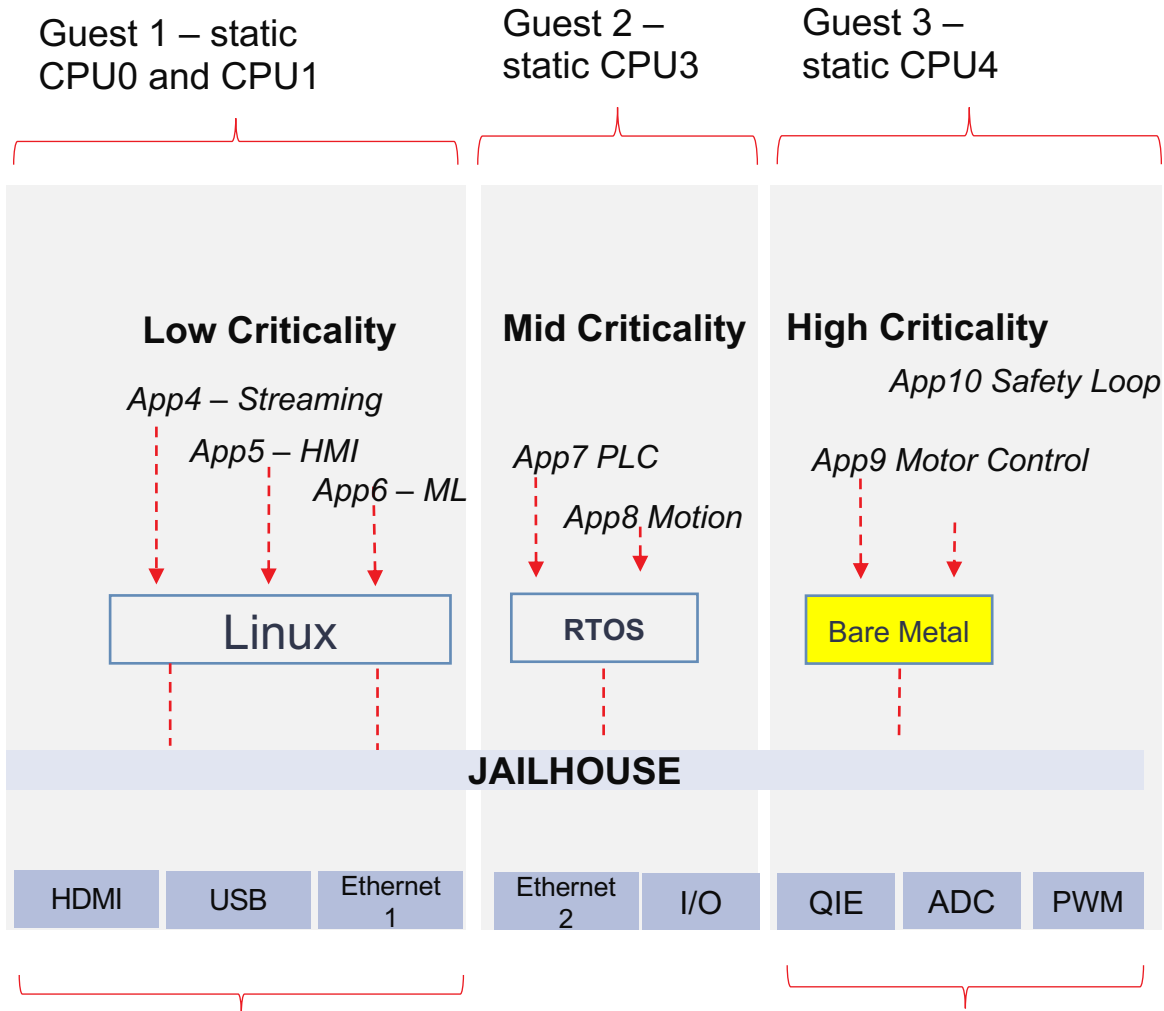 Guest 1 – static
CPU0 and CPU1
Guest 2 –
static CPU3
Guest 3 –
static CPU4
Low Criticality
App4 – Streaming
App5 – HMI
App6 – ML
Linux
Mid Criticality
App7 PLC
App8 Motion
RTOS
High Criticality
App10 Safety Loop
App9 Motor Control
Bare Metal
JAILHOUSE
HDMI
USB
Ethernet
1
Ethernet
2
I/O
QIE
ADC
PWM